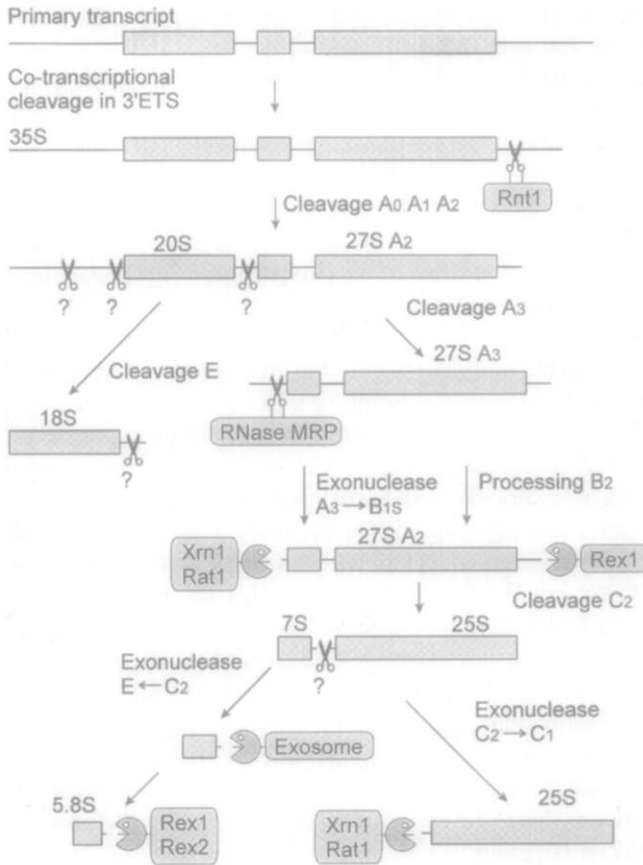 Primary transcript
Co-transcriptional
cleavage in 3'ETS
35S
Rnt1
Cleavage A0 A1 A2
20S
27S A2
?
?
?
Cleavage A3
27S A3
Cleavage E
18S
?
RNase MRP
Exonuclease
A3→B1S
Processing B2
27S A2
Xrn1
Rat1
Rex1
Cleavage C2
7S
25S
?
Exonuclease
E←C2
Exonuclease
C2→C1
Exosome
5.8S
Rex1
Rex2
Xrn1
Rat1
25S